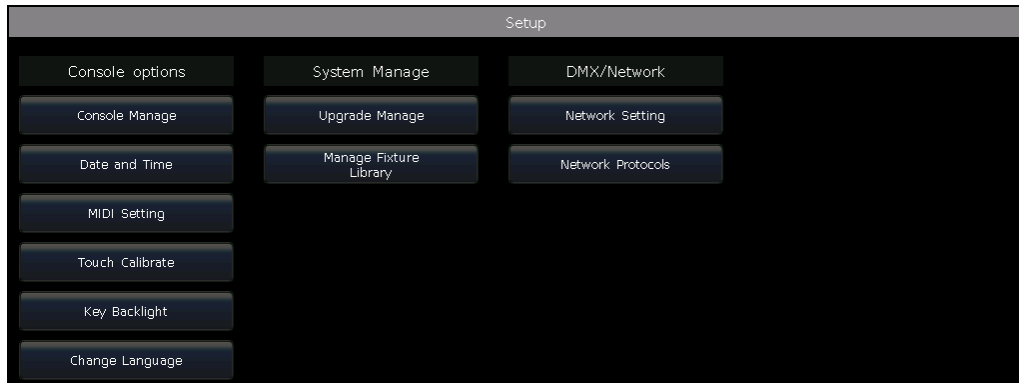 Setup
Console options
Console Manage
Date and Time
MIDI Setting
Touch Calibrate
Key Backlight
Change Language
System Manage
Upgrade Manage
Manage Fixture
Library
DMX/Network
Network Setting
Network Protocols